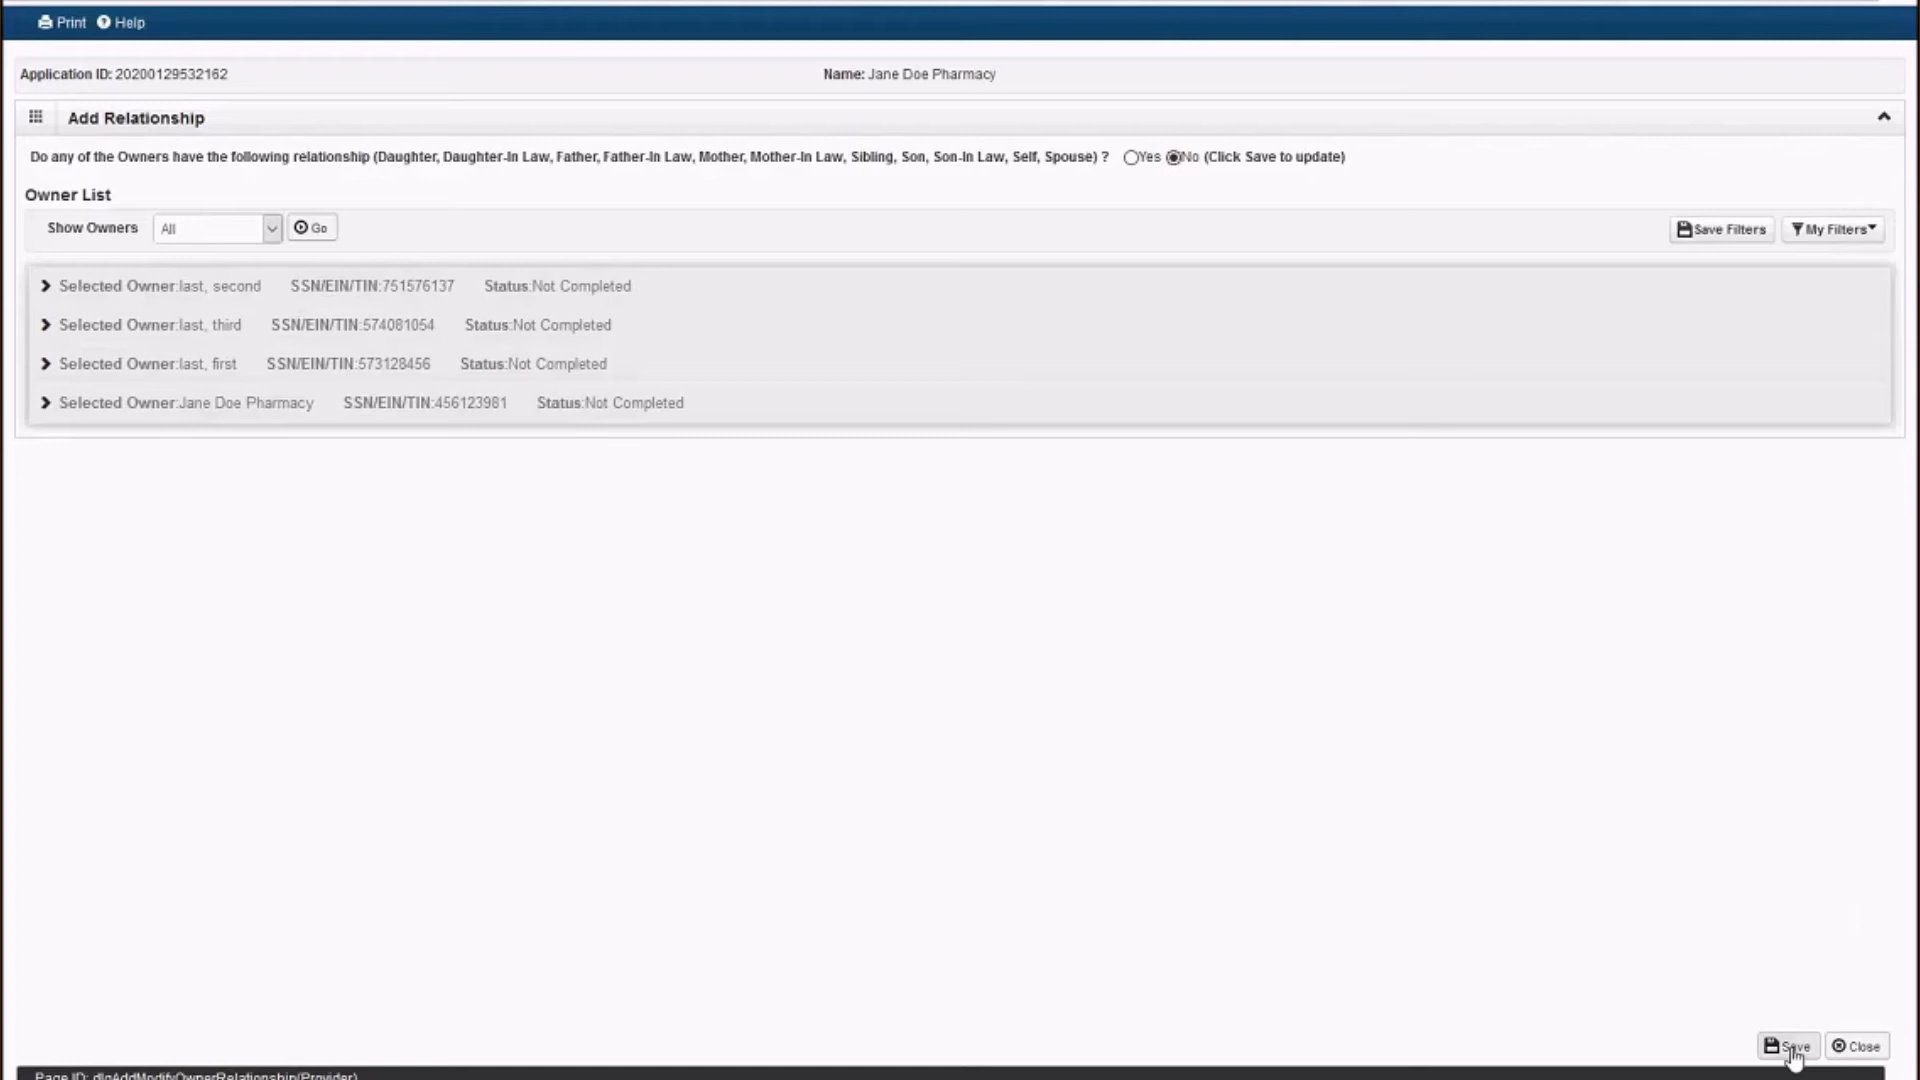 Print Help
Application ID: 20200129532162 Name: Jane Doe Pharmacy
Add Relationship
Do any of the Owners have the following relationship (Daughter, Daughter-In Law, Father, Father-In Law, Mother, Mother-In Law, Sibling, Son, Son-In Law, Self, Spouse) ? Yes No (Click Save to update)
Owner List
Show Owners All Go Save Filters My Filters
Selected Owner:last, second SSN/EIN/TIN:751576137 Status:Not Completed
Selected Owner:last, third SSN/EIN/TIN:574081054 Status:Not Completed
Selected Owner:last, first SSN/EIN/TIN:573128456 Status:Not Completed
Selected Owner:Jane Doe Pharmacy SSN/EIN/TIN:456123981 Status:Not Completed
Save Close
Page ID: dlgAddModifyOwnerRelationship(Provider)